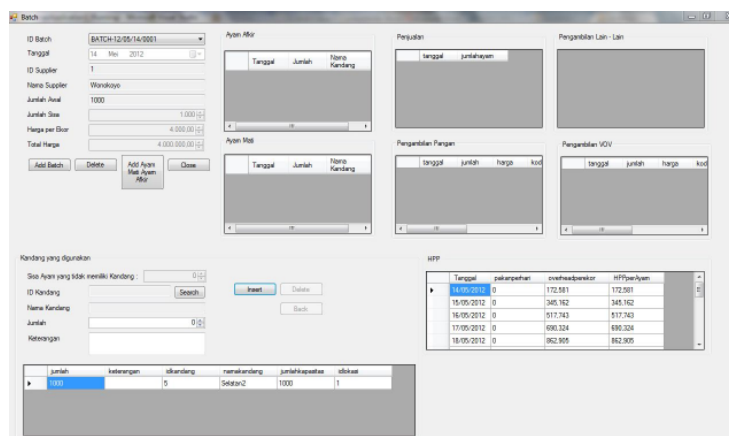 Batch
ID Batch BATCH-12/05/14/0001
Tanggal 14 Mei 2012
ID Supplier 1
Nama Supplier Wonokoyo
Jumlah Awal 1000
Jumlah Sisa 1.000
Harga per Ekor 4.000,00
Total Harga 4.000.000,00
Add Batch Delete Add Ayam Mati Ayam Afkir Close
Ayam Afkir
Tanggal Jumlah Nama Kandang
Ayam Mati
Tanggal Jumlah Nama Kandang
Penjualan
tanggal jumlahayam
Pengambilan Pangan
tanggal jumlah harga kod
Pengambilan Lain - Lain
Pengambilan VOV
tanggal jumlah harga kod
Kandang yang digunakan
Sisa Ayam yang tidak memiliki Kandang : 0
ID Kandang Search
Nama Kandang
Jumlah 0
Keterangan
Insert Delete
Batch
jumlah keterangan idkandang namakandang jumlahkapasitas idlokasi
1000 5 Selatan2 1000 1
HPP
Tanggal pakanperhari overheadperekor HPPperAyam
14/05/2012 0 172,581 172,581
15/05/2012 0 345,162 345,162
16/05/2012 0 517,743 517,743
17/05/2012 0 690,324 690,324
18/05/2012 0 862,905 862,905